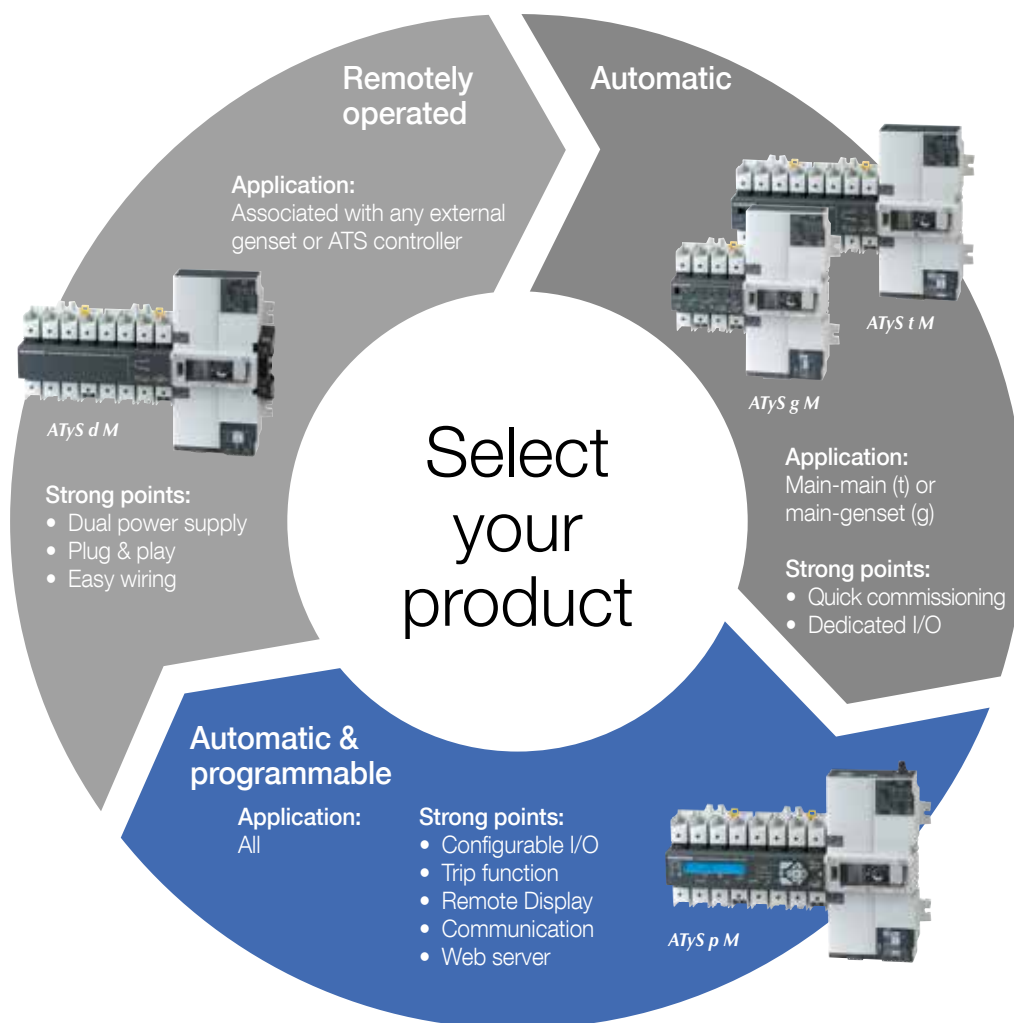 Remotely
operated
Application:
Associated with any external
genset or ATS controller
ATyS d M
Strong points:
• Dual power supply
• Plug & play
• Easy wiring
Automatic
ATyS t M
ATyS g M
Application:
Main-main (t) or
main-genset (g)
Strong points:
• Quick commissioning
• Dedicated I/O
Select
your
product
Automatic &
programmable
Application:
All
Strong points:
• Configurable I/O
• Trip function
• Remote Display
• Communication
• Web server
ATyS p M